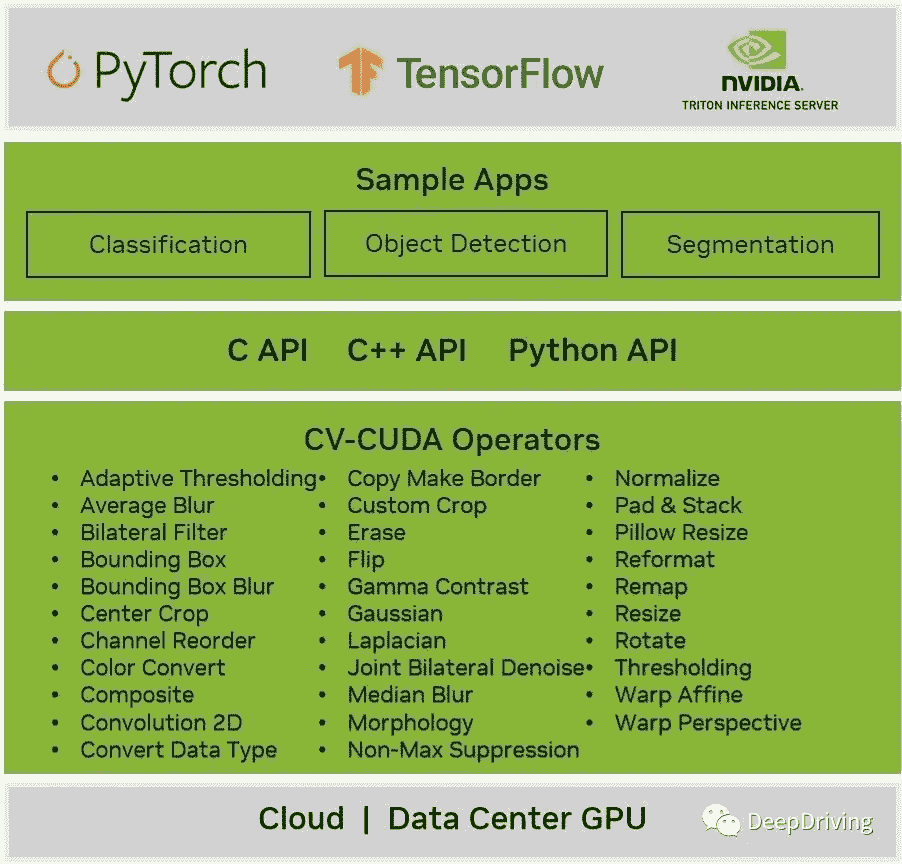 PyTorch
TensorFlow
NVIDIA.
TRITON INFERENCE SERVER
Sample Apps
Classification
Object Detection
Segmentation
C API C++ API Python API
CV-CUDA Operators
• Adaptive Thresholding
• Average Blur
• Bilateral Filter
• Bounding Box
• Bounding Box Blur
• Center Crop
• Channel Reorder
• Color Convert
• Composite
• Convolution 2D
• Convert Data Type
• Copy Make Border
• Custom Crop
• Erase
• Flip
• Gamma Contrast
• Gaussian
• Laplacian
• Joint Bilateral Denoise
• Median Blur
• Morphology
• Non-Max Suppression
• Normalize
• Pad & Stack
• Pillow Resize
• Reformat
• Remap
• Resize
• Rotate
• Thresholding
• Warp Affine
• Warp Perspective
Cloud | Data Center GPU
DeepDriving